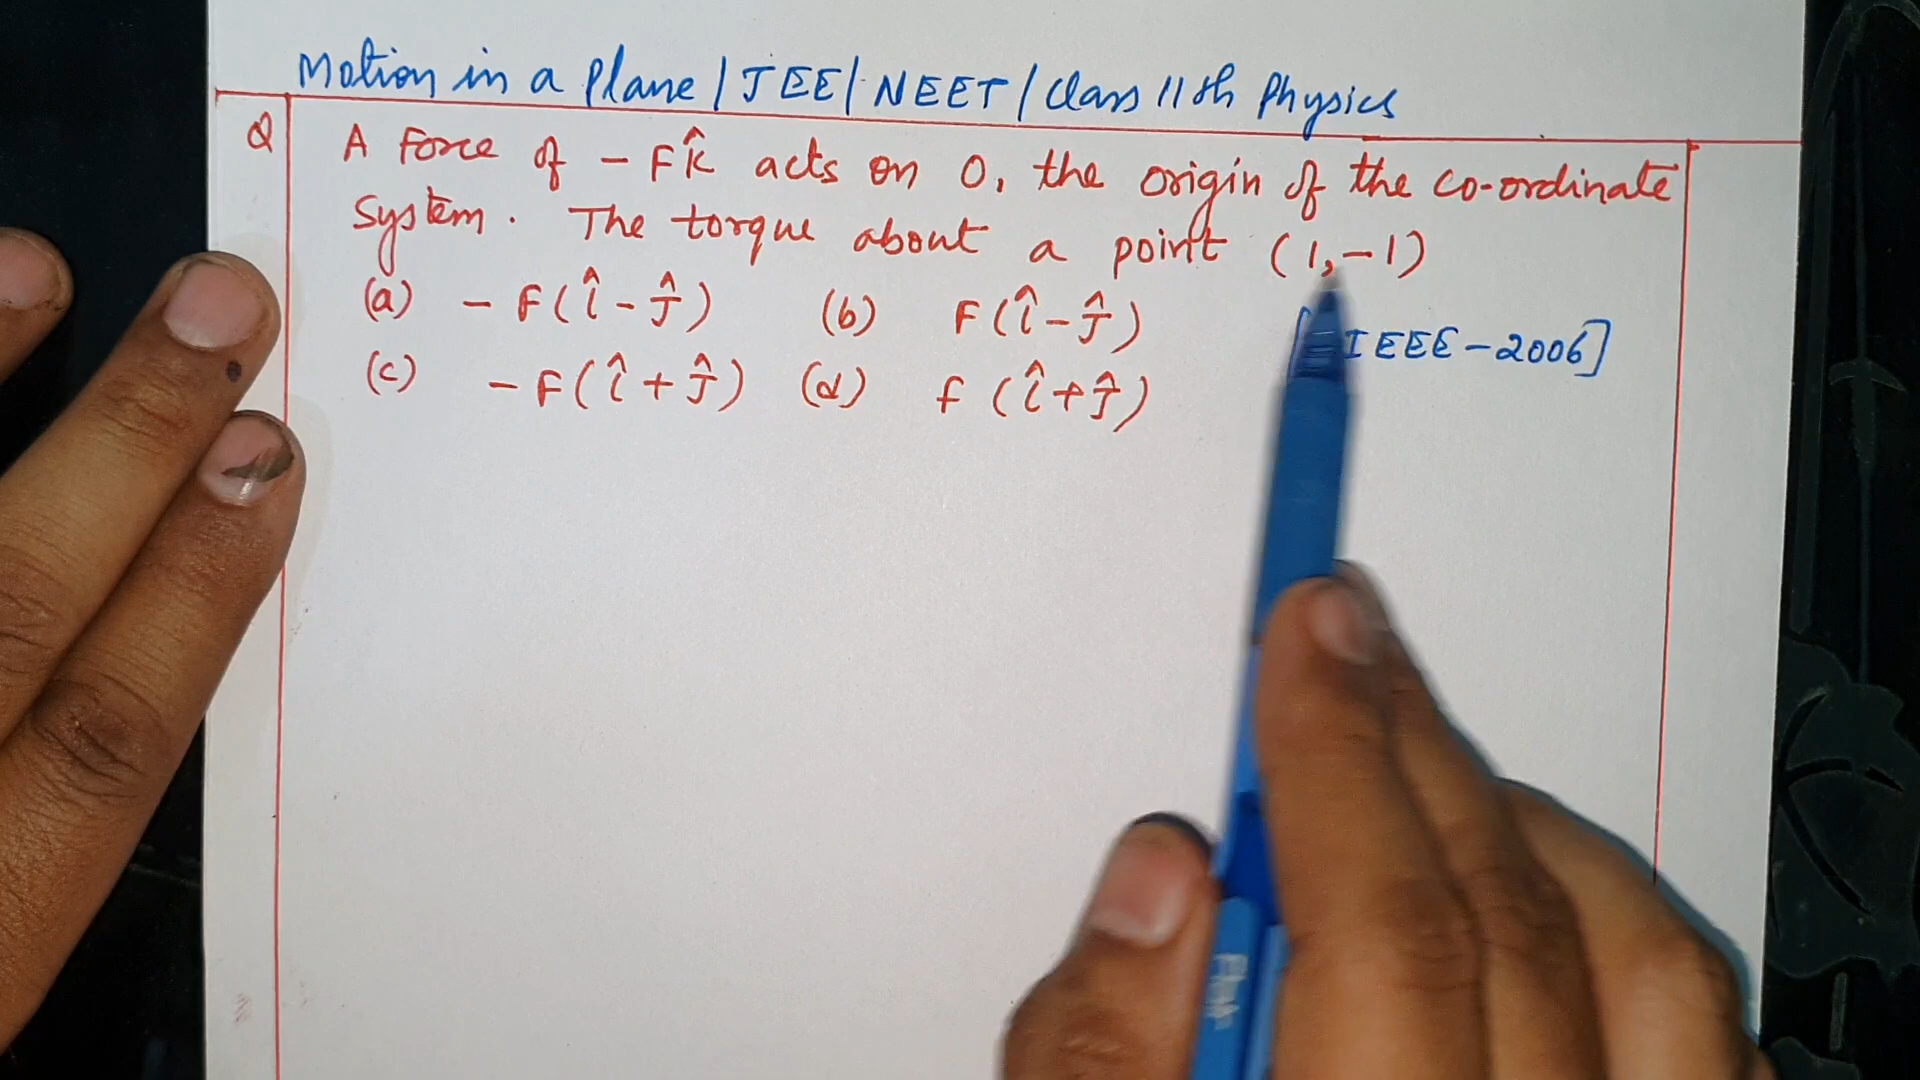 Motion in a Plane / JEE / NEET / Class 11th Physics
Q A Force of - F k̂ acts on O, the origin of the co-ordinate
system. The torque about a point (1,-1)
(a) - F(î - ĵ) (b) F(î - ĵ)
IEEE-2006]
(c) - F(î + ĵ) (d) F(î + ĵ)